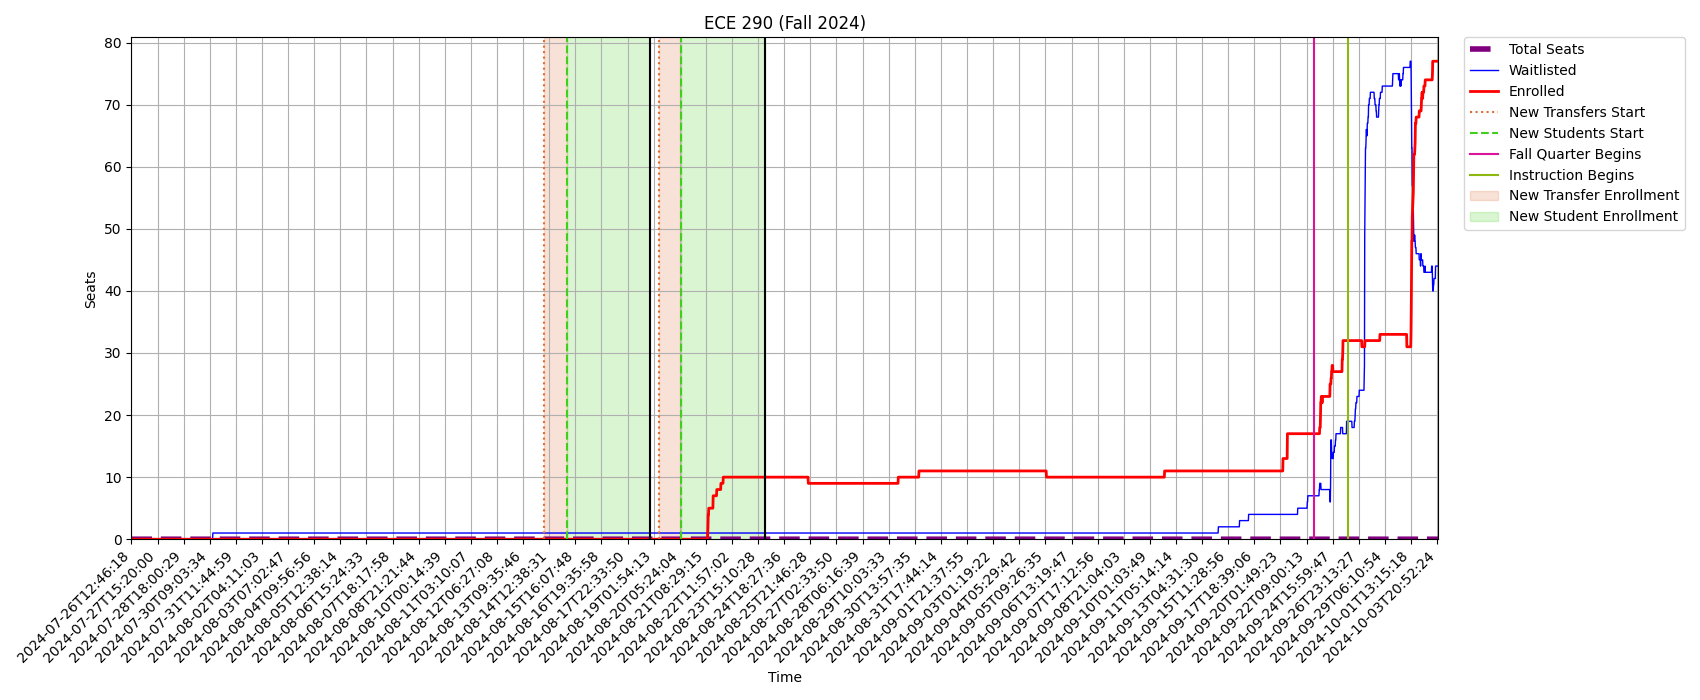 ECE 290 (Fall 2024)
80
70
60
50
40
30
20
10
0
Seats
Total Seats
Waitlisted
Enrolled
New Transfers Start
New Students Start
Fall Quarter Begins
Instruction Begins
New Transfer Enrollment
New Student Enrollment
2024-07-26T12:46:18
2024-07-27T15:20:00
2024-07-28T18:00:29
2024-07-30T09:03:34
2024-07-31T11:44:59
2024-08-02T04:11:03
2024-08-03T07:02:47
2024-08-04T09:56:56
2024-08-05T12:38:14
2024-08-06T15:24:33
2024-08-07T18:17:58
2024-08-08T21:21:44
2024-08-10T00:14:39
2024-08-11T03:10:07
2024-08-12T06:27:08
2024-08-13T09:35:46
2024-08-14T12:38:31
2024-08-15T16:07:48
2024-08-16T19:35:58
2024-08-17T22:33:50
2024-08-19T01:54:13
2024-08-20T05:24:04
2024-08-21T08:29:15
2024-08-22T11:57:02
2024-08-23T15:10:28
2024-08-24T18:27:36
2024-08-25T21:46:28
2024-08-27T02:33:50
2024-08-28T06:16:39
2024-08-29T10:03:33
2024-08-30T13:57:35
2024-08-31T17:44:14
2024-09-01T21:37:55
2024-09-03T01:19:22
2024-09-04T05:29:42
2024-09-05T09:26:35
2024-09-06T13:19:47
2024-09-07T17:12:56
2024-09-08T21:04:03
2024-09-10T01:03:49
2024-09-11T05:14:14
2024-09-13T04:31:30
2024-09-15T11:28:56
2024-09-17T18:39:06
2024-09-20T01:49:23
2024-09-22T09:00:13
2024-09-24T15:59:47
2024-09-26T23:13:27
2024-09-29T06:10:54
2024-10-01T13:15:18
2024-10-03T20:52:24
Time